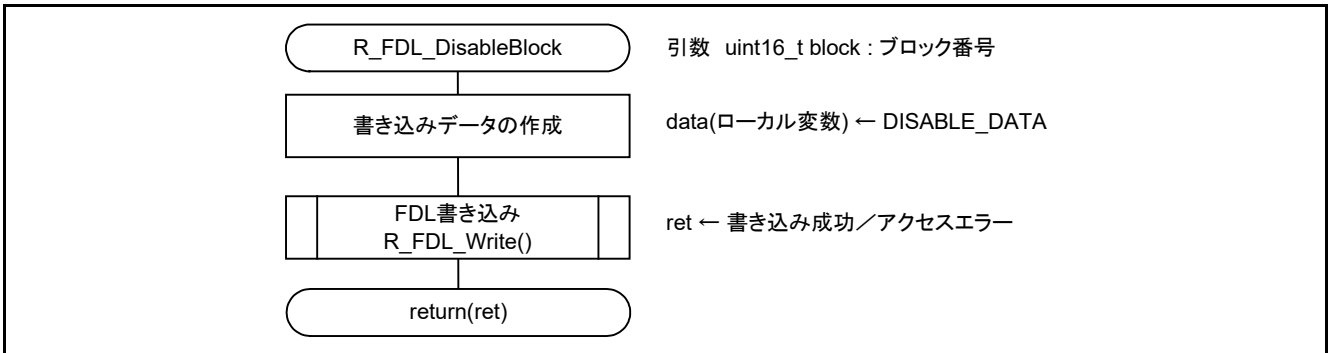 R_FDL_DisableBlock
引数 uint16_t block : ブロック番号
書き込みデータの作成
data(ローカル変数) ← DISABLE_DATA
FDL書き込み
R_FDL_Write()
ret ← 書き込み成功／アクセスエラー
return(ret)